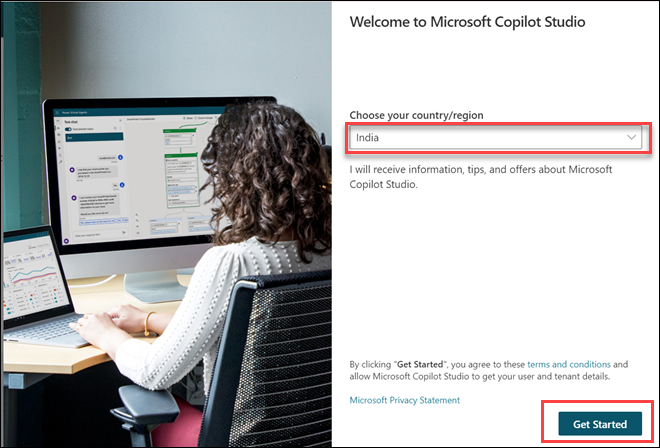 Welcome to Microsoft Copilot Studio
Choose your country/region
India
I will receive information, tips, and offers about Microsoft
Copilot Studio.
By clicking "Get Started", you agree to these terms and conditions and
allow Microsoft Copilot Studio to get your user and tenant details.
Microsoft Privacy Statement
Get Started